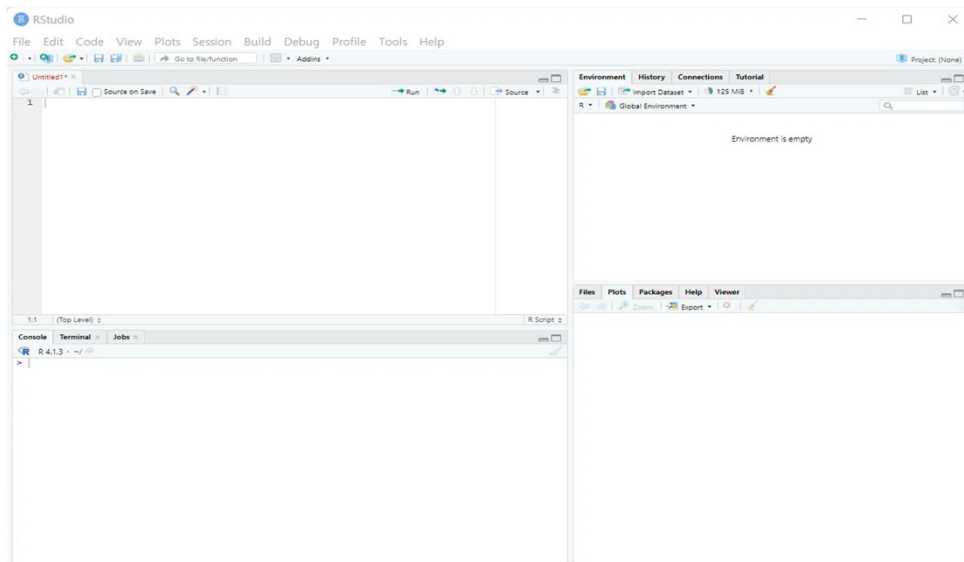 R RStudio
File Edit Code View Plots Session Build Debug Profile Tools Help
Go to file/function Addins Project: (None)
Untitled1*
Source on Save Run Source
1
1:1 (Top Level) R Script
Console Terminal Jobs
R R 4.1.3 · ~/
>
Environment History Connections Tutorial
Import Dataset 125 MiB List
R Global Environment
Environment is empty
Files Plots Packages Help Viewer
Zoom Export